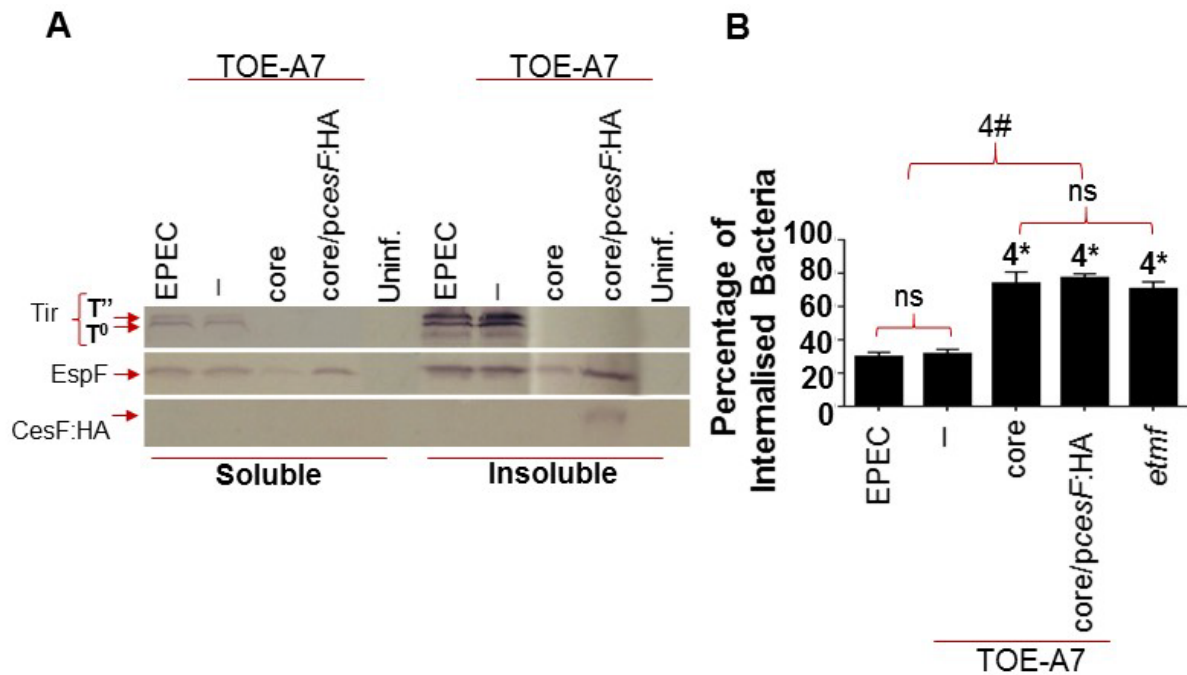 A
TOE-A7
TOE-A7
EPEC
–
core
core/pcesF:HA
Uninf.
EPEC
–
core
core/pcesF:HA
Uninf.
Tir
T”
T⁰
EspF
CesF:HA
Soluble
Insoluble
B
4#
ns
ns
4*
4*
4*
Percentage of
Internalised Bacteria
100
80
60
40
20
0
EPEC
–
core
core/pcesF:HA
etmf
TOE-A7